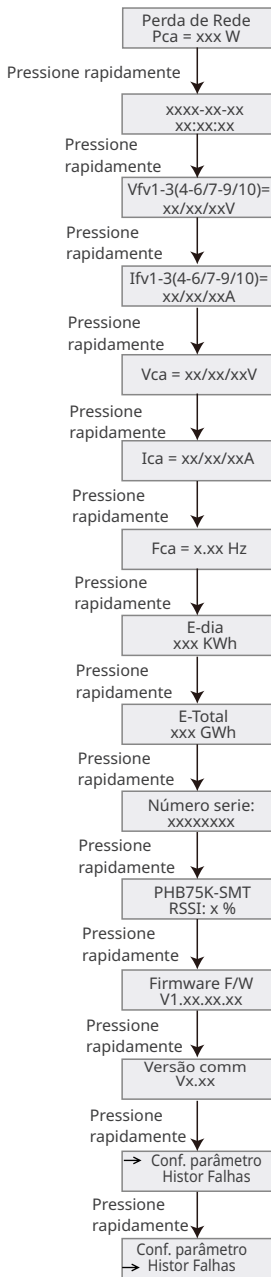 Perda de Rede
Pca = xxx W
Pressione rapidamente
xxxx-xx-xx
xx:xx:xx
Pressione
rapidamente
Vfv1-3(4-6/7-9/10)=
xx/xx/xxV
Pressione
rapidamente
Ifv1-3(4-6/7-9/10)=
xx/xx/xxA
Pressione
rapidamente
Vca = xx/xx/xxV
Pressione
rapidamente
Ica = xx/xx/xxA
Pressione
rapidamente
Fca = x.xx Hz
Pressione
rapidamente
E-dia
xxx KWh
Pressione
rapidamente
E-Total
xxx GWh
Pressione
rapidamente
Número serie:
xxxxxxxx
Pressione
rapidamente
PHB75K-SMT
RSSI: x %
Pressione
rapidamente
Firmware F/W
V1.xx.xx.xx
Pressione
rapidamente
Versão comm
Vx.xx
Pressione
rapidamente
→ Conf. parâmetro
Histor Falhas
Pressione
rapidamente
Conf. parâmetro
→ Histor Falhas